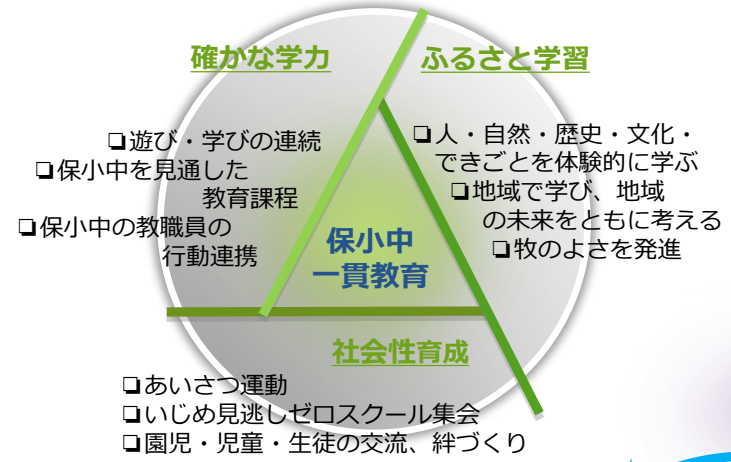 確かな学力
❏遊び・学びの連続
❏保小中を見通した
教育課程
❏保小中の教職員の
行動連携
ふるさと学習
❏人・自然・歴史・文化・
できごとを体験的に学ぶ
❏地域で学び、地域
の未来をともに考える
❏牧のよさを発進
保小中
一貫教育
社会性育成
❏あいさつ運動
❏いじめ見逃しゼロスクール集会
❏園児・児童・生徒の交流、絆づくり